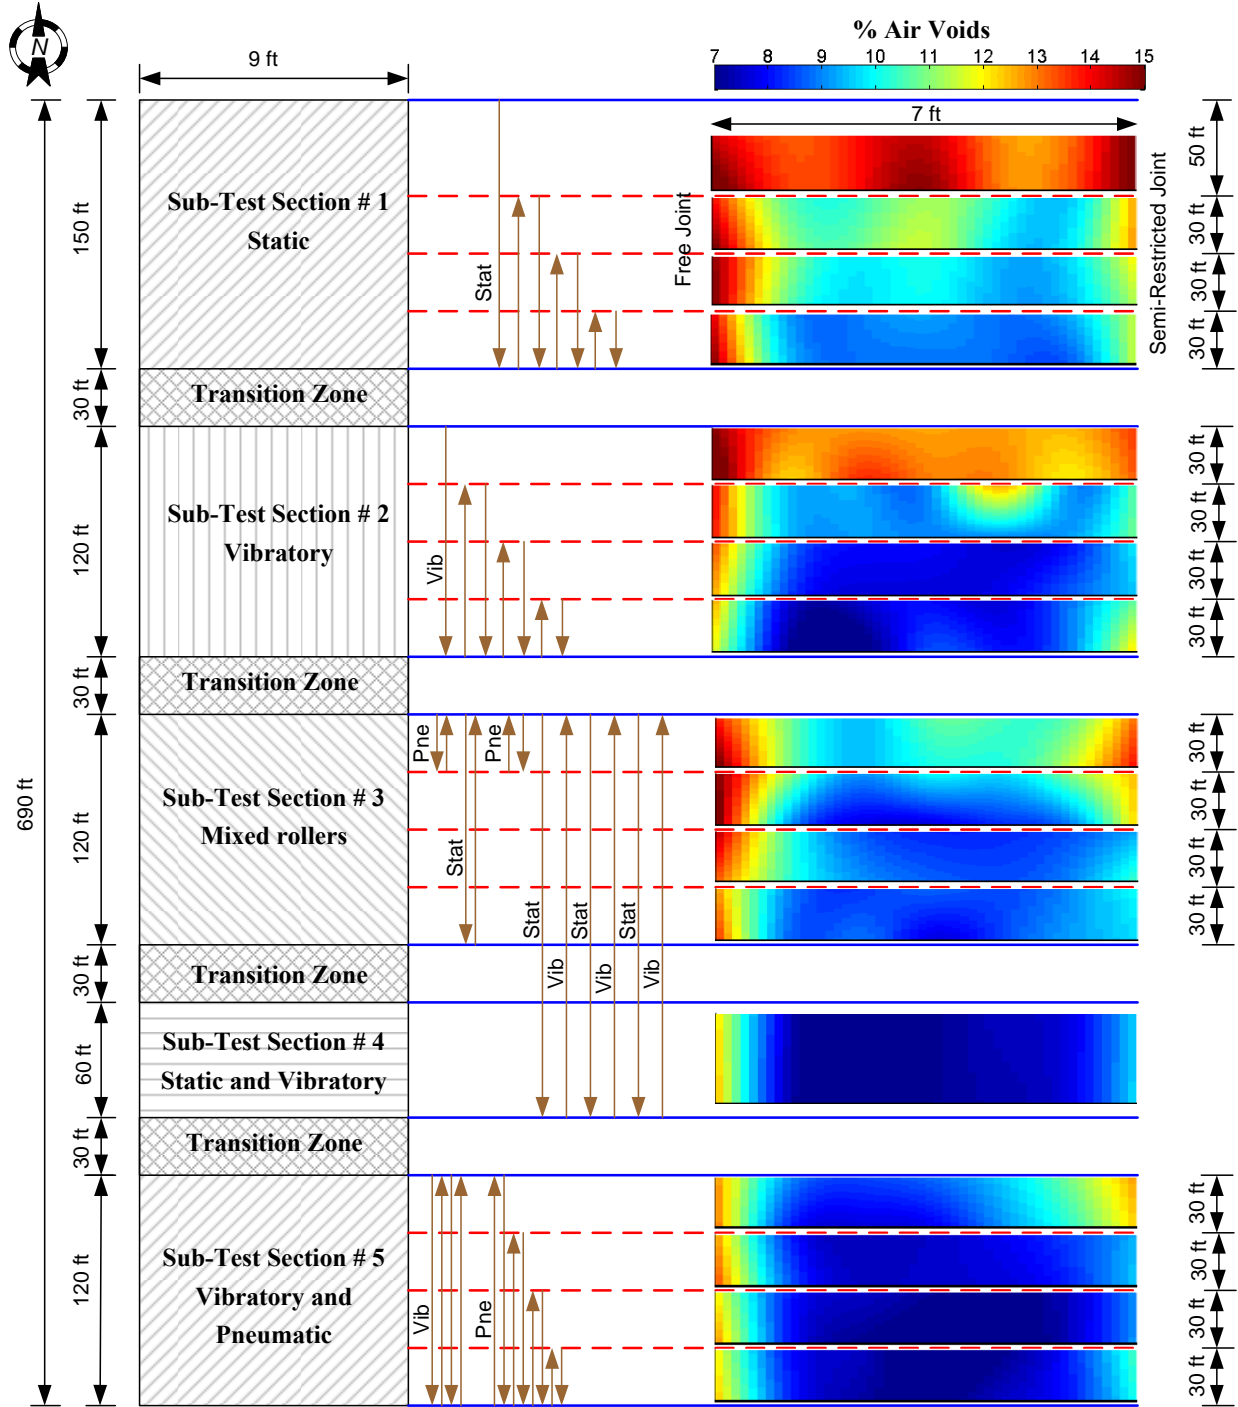 N
% Air Voids
7 8 9 10 11 12 13 14 15
9 ft
7 ft
690 ft
150 ft
Sub-Test Section # 1
Static
Stat
Free Joint
Semi-Restricted Joint
50 ft
30 ft
30 ft
30 ft
30 ft
Transition Zone
120 ft
Sub-Test Section # 2
Vibratory
Vib
30 ft
30 ft
30 ft
30 ft
30 ft
Transition Zone
120 ft
Sub-Test Section # 3
Mixed rollers
Pne
Stat
Pne
Stat
Vib
Stat
Vib
Stat
Vib
30 ft
30 ft
30 ft
30 ft
30 ft
Transition Zone
60 ft
Sub-Test Section # 4
Static and Vibratory
30 ft
Transition Zone
120 ft
Sub-Test Section # 5
Vibratory and
Pneumatic
Vib
Pne
30 ft
30 ft
30 ft
30 ft